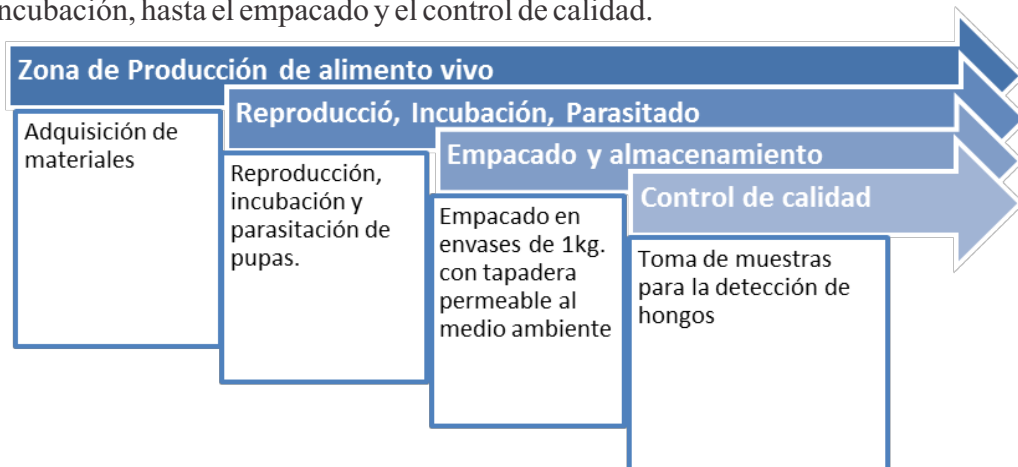 ncubación, hasta el empacado y el control de calidad.
Zona de Producción de alimento vivo
Adquisición de
materiales
Reproducció, Incubación, Parasitado
Reproducción,
incubación y
parasitación de
pupas.
Empacado y almacenamiento
Empacado en
envases de 1kg.
con tapadera
permeable al
medio ambiente
Control de calidad
Toma de muestras
para la detección de
hongos